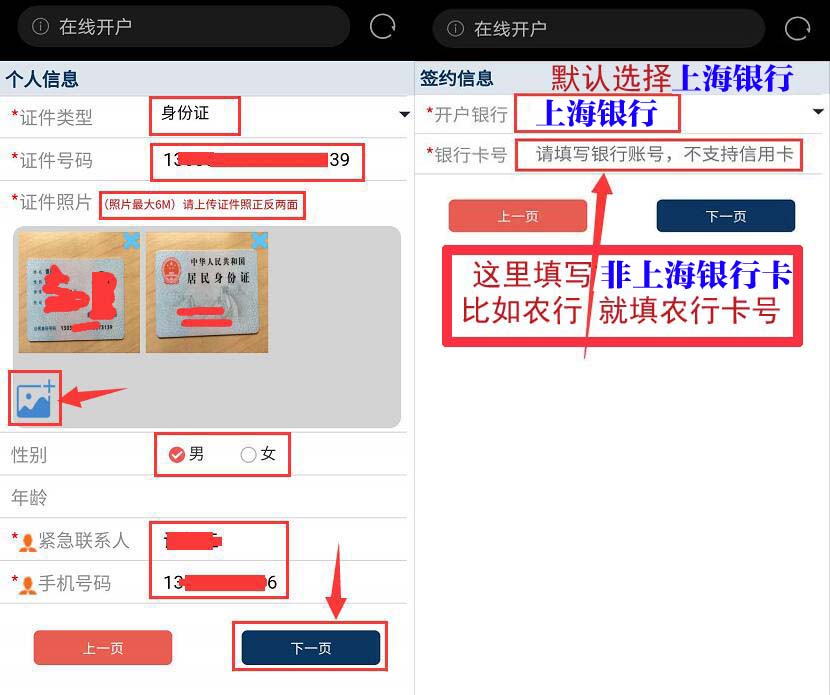 在线开户
个人信息
*证件类型 身份证
*证件号码 13 39
*证件照片 (照片最大6M) 请上传证件照正反两面
中华人民共和国
居民身份证
性别 男 女
年龄
*紧急联系人
*手机号码 13 6
上一页 下一页
在线开户
签约信息 默认选择上海银行
*开户银行 上海银行
*银行卡号 请填写银行账号，不支持信用卡
上一页 下一页
这里填写非上海银行卡
比如农行 就填农行卡号